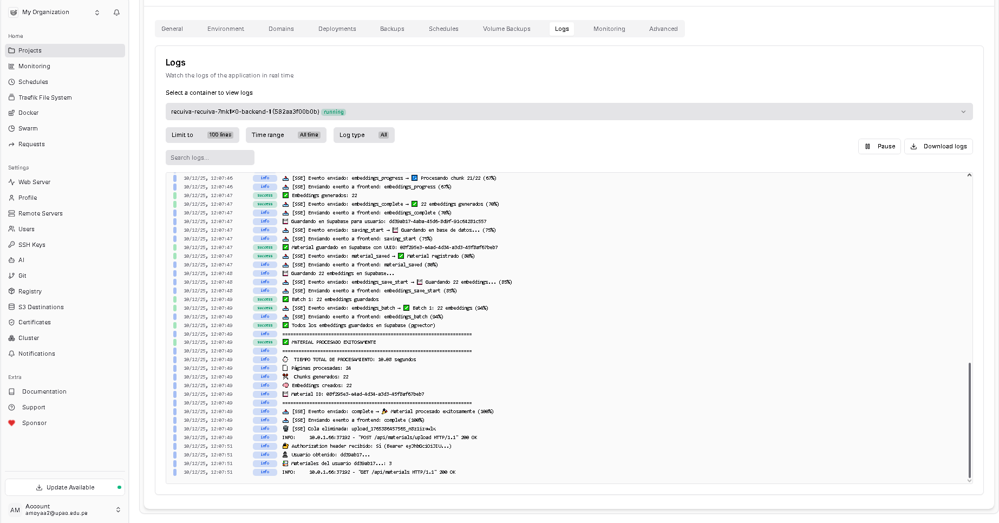 My Organization
Home
Projects
Monitoring
Schedules
Traefik File System
Docker
Swarm
Requests
Settings
Web Server
Profile
Remote Servers
Users
SSH Keys
AI
Git
Registry
S3 Destinations
Certificates
Cluster
Notifications
Extra
Documentation
Support
Sponsor
Update Available
AM
Account
amoyaa2@upao.edu.pe
General Environment Domains Deployments Backups Schedules Volume Backups Logs Monitoring Advanced
Logs
Watch the logs of the application in real time
Select a container to view logs
recuiva-recuiva-7mk1x0-backend-1 (582aa3f00b0b) running
Limit to 100 lines Time range All time Log type All
Pause Download logs
Search logs...
10/12/25, 12:07:46 info 📤 [SSE] Evento enviado: embeddings_progress → 🔄 Procesando chunk 21/22 (67%)
10/12/25, 12:07:46 info 📤 [SSE] Enviando evento a frontend: embeddings_progress (67%)
10/12/25, 12:07:47 success ✅ Embeddings generados: 22
10/12/25, 12:07:47 success 📤 [SSE] Evento enviado: embeddings_complete → ✅ 22 embeddings generados (70%)
10/12/25, 12:07:47 info 📤 [SSE] Enviando evento a frontend: embeddings_complete (70%)
10/12/25, 12:07:47 info 💾 Guardando en Supabase para usuario: dd39ab17-4aba-45d6-8d9f-91c64281c557
10/12/25, 12:07:47 info 📤 [SSE] Evento enviado: saving_start → 💾 Guardando en base de datos... (75%)
10/12/25, 12:07:47 info 📤 [SSE] Enviando evento a frontend: saving_start (75%)
10/12/25, 12:07:47 success ✅ Material guardado en Supabase con UUID: 08f295e3-e4ad-4d34-a3d3-45f8af67beb7
10/12/25, 12:07:47 success 📤 [SSE] Evento enviado: material_saved → ✅ Material registrado (80%)
10/12/25, 12:07:47 info 📤 [SSE] Enviando evento a frontend: material_saved (80%)
10/12/25, 12:07:48 info 💾 Guardando 22 embeddings en Supabase...
10/12/25, 12:07:48 info 📤 [SSE] Evento enviado: embeddings_save_start → 💾 Guardando 22 embeddings... (85%)
10/12/25, 12:07:48 info 📤 [SSE] Enviando evento a frontend: embeddings_save_start (85%)
10/12/25, 12:07:49 success ✅ Batch 1: 22 embeddings guardados
10/12/25, 12:07:49 success 📤 [SSE] Evento enviado: embeddings_batch → ✅ Batch 1: 22 embeddings (94%)
10/12/25, 12:07:49 info 📤 [SSE] Enviando evento a frontend: embeddings_batch (94%)
10/12/25, 12:07:49 success ✅ Todos los embeddings guardados en Supabase (pgvector)
10/12/25, 12:07:49 info ======================================================================
10/12/25, 12:07:49 success ✅ MATERIAL PROCESADO EXITOSAMENTE
10/12/25, 12:07:49 info ======================================================================
10/12/25, 12:07:49 info ⏱ TIEMPO TOTAL DE PROCESAMIENTO: 10.08 segundos
10/12/25, 12:07:49 info 📄 Páginas procesadas: 24
10/12/25, 12:07:49 info ✂ Chunks generados: 22
10/12/25, 12:07:49 info 🧠 Embeddings creados: 22
10/12/25, 12:07:49 info 💾 Material ID: 08f295e3-e4ad-4d34-a3d3-45f8af67beb7
10/12/25, 12:07:49 info ======================================================================
10/12/25, 12:07:49 info 📤 [SSE] Evento enviado: complete → 🎉 Material procesado exitosamente (100%)
10/12/25, 12:07:49 info 📤 [SSE] Enviando evento a frontend: complete (100%)
10/12/25, 12:07:49 info 🗑 [SSE] Cola eliminada: upload_1765386457565_n8z1izvwlx
10/12/25, 12:07:49 info INFO: 10.0.1.66:37192 - "POST /api/materials/upload HTTP/1.1" 200 OK
10/12/25, 12:07:51 info 🔐 Authorization header recibido: Sí (Bearer eyJhbGciOiJIU...)
10/12/25, 12:07:51 info 👤 Usuario obtenido: dd39ab17...
10/12/25, 12:07:51 info 📚 Materiales del usuario dd39ab17...: 3
10/12/25, 12:07:51 info INFO: 10.0.1.66:37192 - "GET /api/materials HTTP/1.1" 200 OK